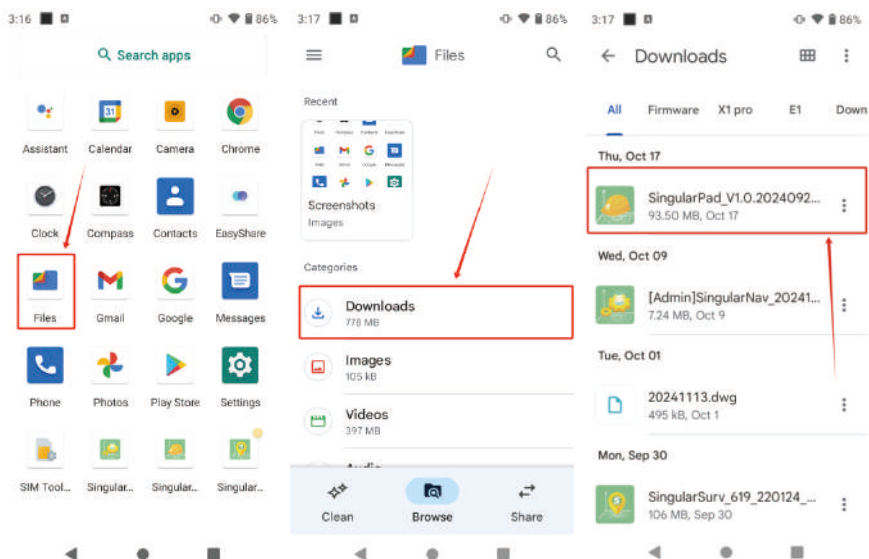 3:16
86%
Search apps
31
Assistant
Calendar
Camera
Chrome
Clock
Compass
Contacts
EasyShare
Files
Gmail
Google
Messages
Phone
Photos
Play Store
Settings
SIM Tool...
Singular...
Singular...
Singular...
3:17
86%
Files
Recent
Screenshots
Images
Categories
Downloads
778 MB
Images
105 kB
Videos
397 MB
Audio
Clean
Browse
Share
3:17
86%
Downloads
All
Firmware
X1 pro
E1
Down
Thu, Oct 17
SingularPad_V1.0.2024092...
93.50 MB, Oct 17
Wed, Oct 09
[Admin]SingularNav_20241...
7.24 MB, Oct 9
Tue, Oct 01
20241113.dwg
495 kB, Oct 1
Mon, Sep 30
SingularSurv_619_220124_...
106 MB, Sep 30